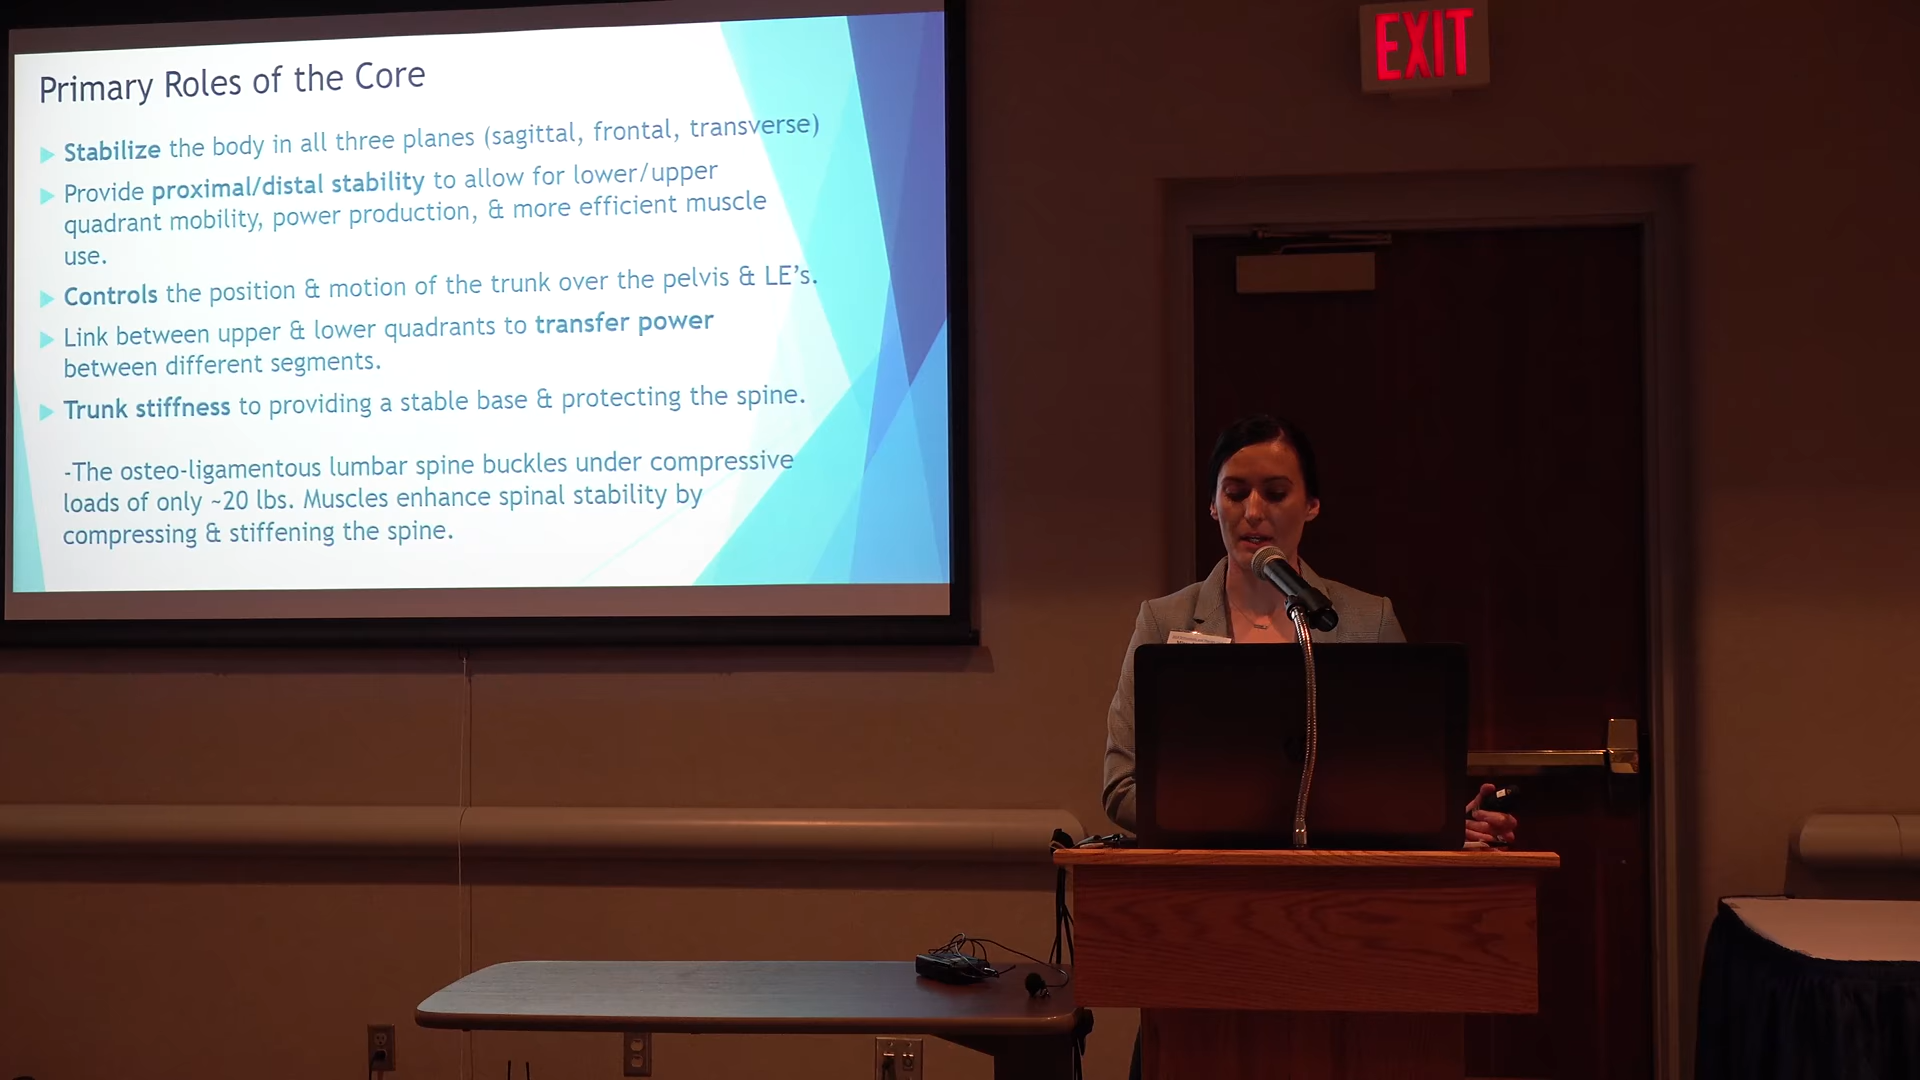 Primary Roles of the Core
Stabilize the body in all three planes (sagittal, frontal, transverse)
Provide proximal/distal stability to allow for lower/upper
quadrant mobility, power production, & more efficient muscle
use.
Controls the position & motion of the trunk over the pelvis & LE's.
Link between upper & lower quadrants to transfer power
between different segments.
Trunk stiffness to providing a stable base & protecting the spine.
-The osteo-ligamentous lumbar spine buckles under compressive
loads of only ~20 lbs. Muscles enhance spinal stability by
compressing & stiffening the spine.
EXIT